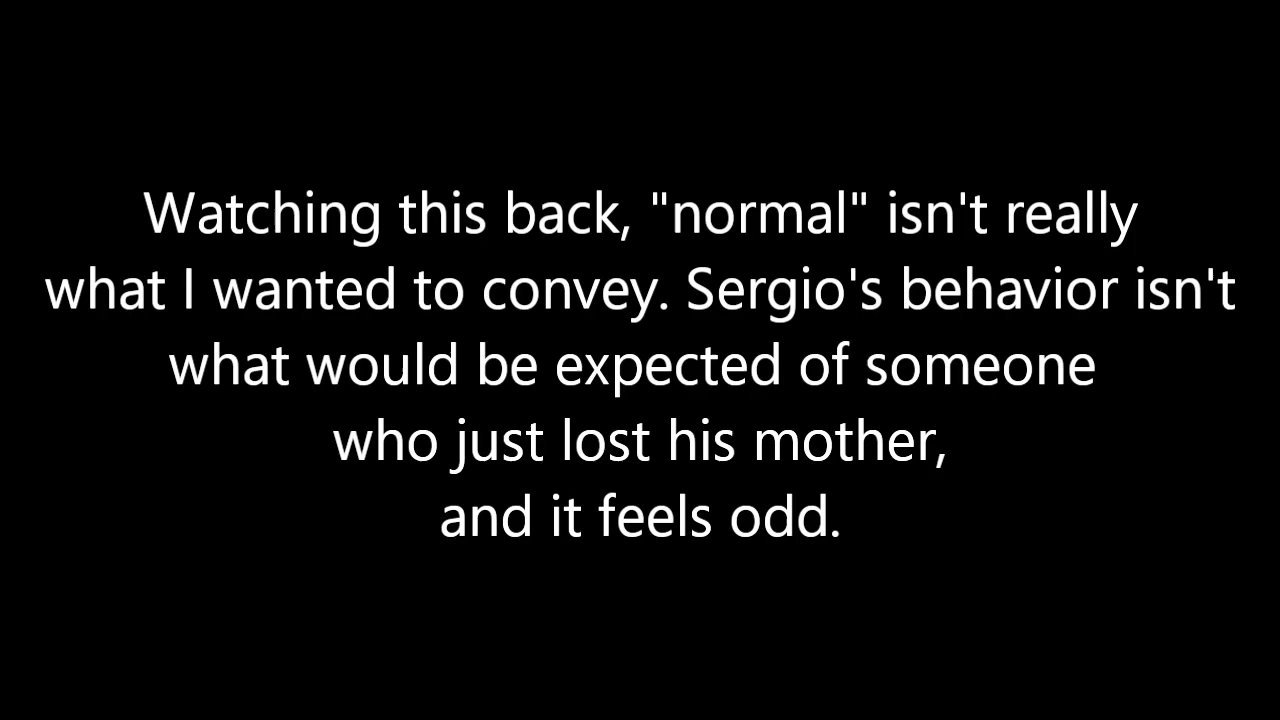 Watching this back, "normal" isn't really
what I wanted to convey. Sergio's behavior isn't
what would be expected of someone
who just lost his mother,
and it feels odd.